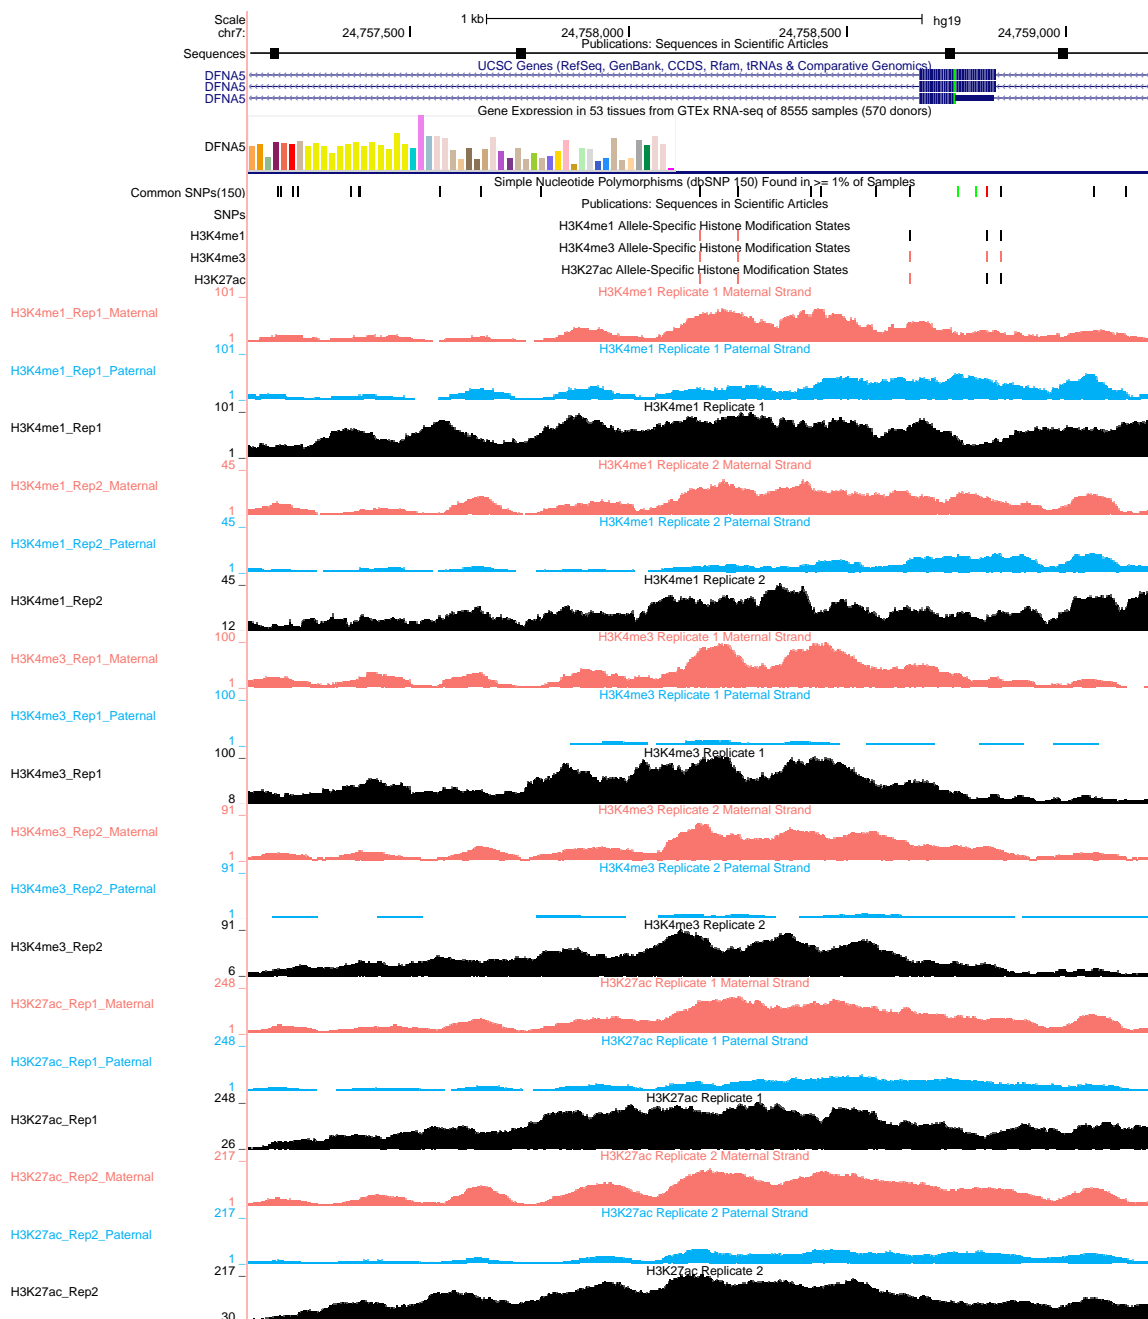 Scale
1 kb
hg19
chr7:
24,757,500
24,758,000
24,758,500
24,759,000
Publications: Sequences in Scientific Articles
Sequences
UCSC Genes (RefSeq, GenBank, CCDS, Rfam, tRNAs & Comparative Genomics)
DFNA5
DFNA5
DFNA5
Gene Expression in 53 tissues from GTEx RNA-seq of 8555 samples (570 donors)
DFNA5
Simple Nucleotide Polymorphisms (dbSNP 150) Found in >= 1% of Samples
Common SNPs(150)
Publications: Sequences in Scientific Articles
SNPs
H3K4me1 Allele-Specific Histone Modification States
H3K4me1
H3K4me3 Allele-Specific Histone Modification States
H3K4me3
H3K27ac Allele-Specific Histone Modification States
H3K27ac
101 _
H3K4me1 Replicate 1 Maternal Strand
H3K4me1_Rep1_Maternal
1 _
101 _
H3K4me1 Replicate 1 Paternal Strand
H3K4me1_Rep1_Paternal
1 _
101 _
H3K4me1 Replicate 1
H3K4me1_Rep1
1 _
45 _
H3K4me1 Replicate 2 Maternal Strand
H3K4me1_Rep2_Maternal
1 _
45 _
H3K4me1 Replicate 2 Paternal Strand
H3K4me1_Rep2_Paternal
1 _
45 _
H3K4me1 Replicate 2
H3K4me1_Rep2
12 _
100 _
H3K4me3 Replicate 1 Maternal Strand
H3K4me3_Rep1_Maternal
1 _
100 _
H3K4me3 Replicate 1 Paternal Strand
H3K4me3_Rep1_Paternal
1 _
100 _
H3K4me3 Replicate 1
H3K4me3_Rep1
8 _
91 _
H3K4me3 Replicate 2 Maternal Strand
H3K4me3_Rep2_Maternal
1 _
91 _
H3K4me3 Replicate 2 Paternal Strand
H3K4me3_Rep2_Paternal
1 _
91 _
H3K4me3 Replicate 2
H3K4me3_Rep2
6 _
248 _
H3K27ac Replicate 1 Maternal Strand
H3K27ac_Rep1_Maternal
1 _
248 _
H3K27ac Replicate 1 Paternal Strand
H3K27ac_Rep1_Paternal
1 _
248 _
H3K27ac Replicate 1
H3K27ac_Rep1
26 _
217 _
H3K27ac Replicate 2 Maternal Strand
H3K27ac_Rep2_Maternal
1 _
217 _
H3K27ac Replicate 2 Paternal Strand
H3K27ac_Rep2_Paternal
1 _
217 _
H3K27ac Replicate 2
H3K27ac_Rep2
30 _